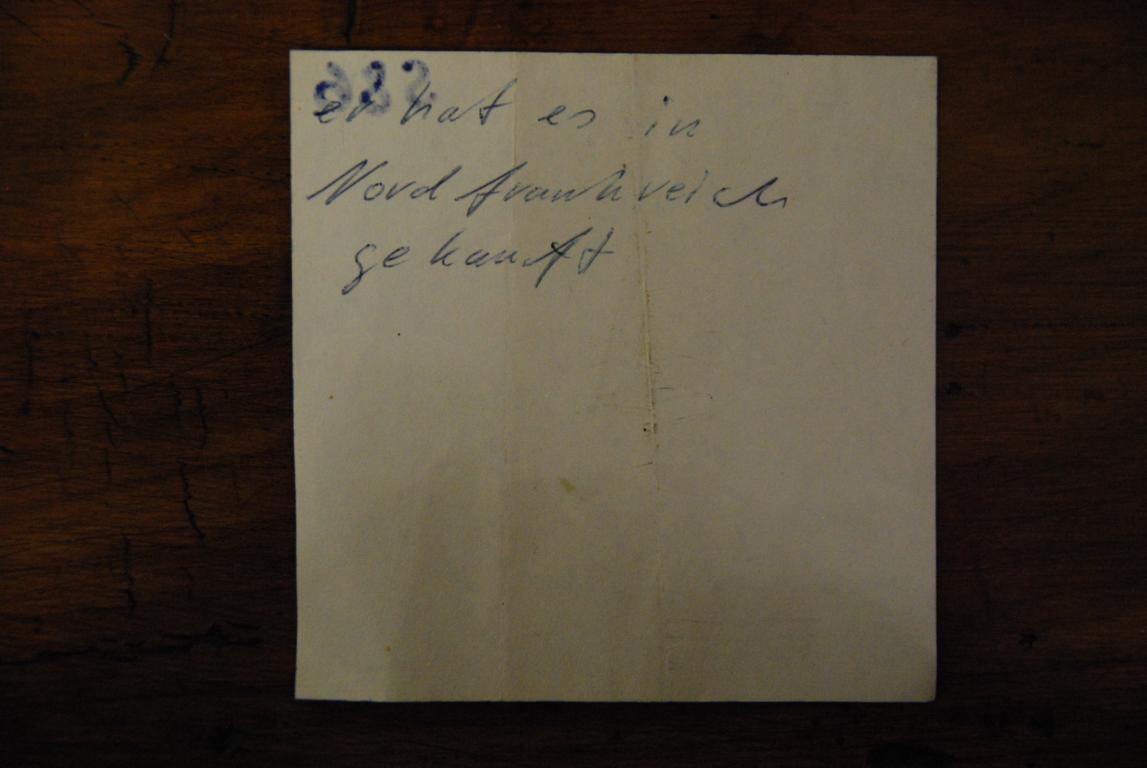 er hat es in
Nordfrankreich
gekauft